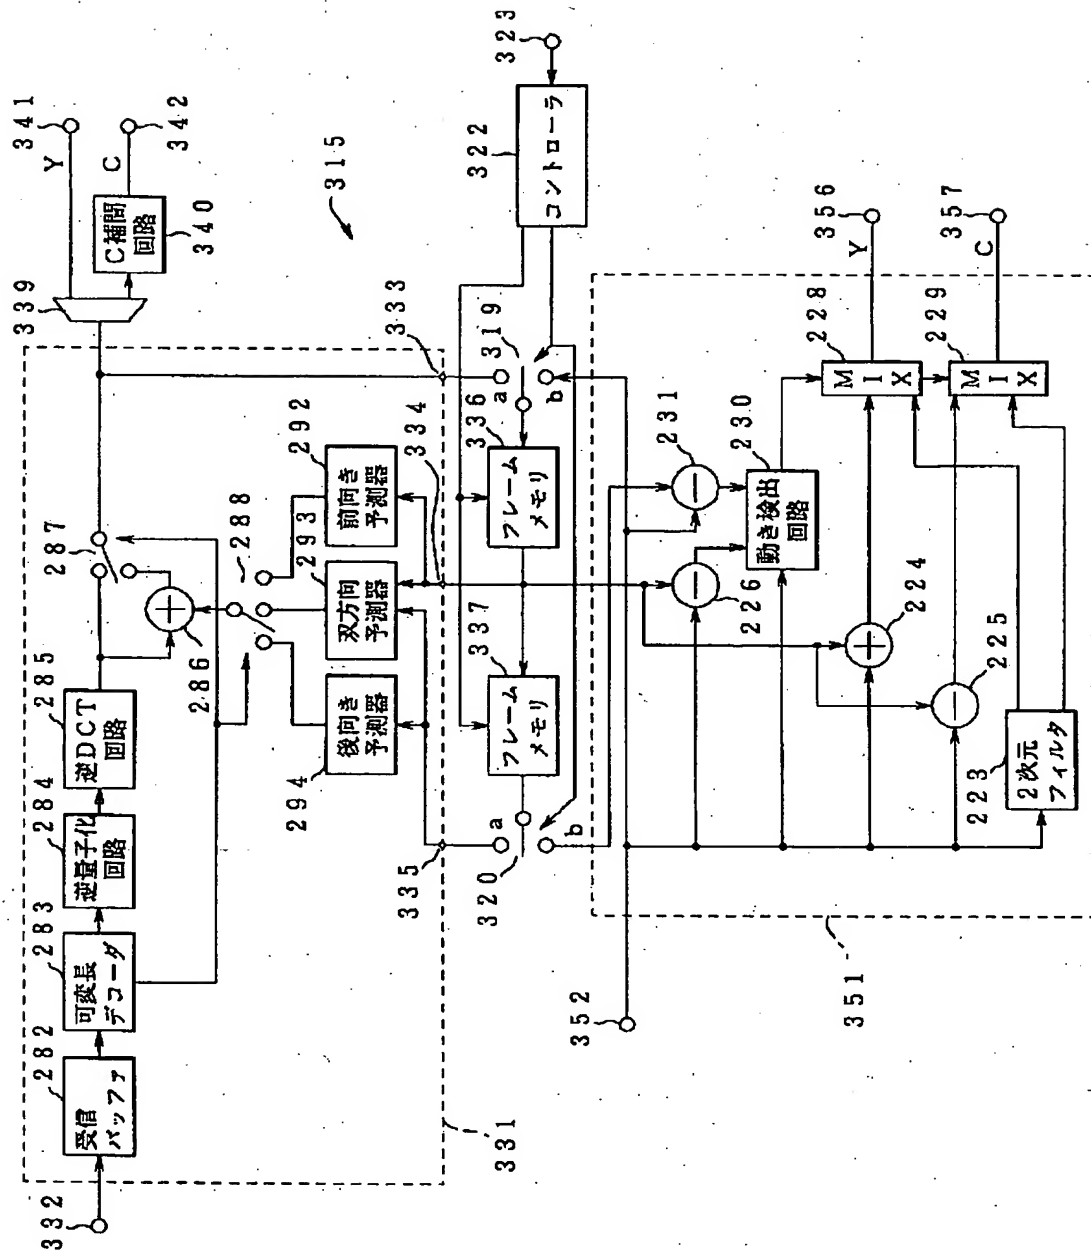 341
Y
342
C
C補間
回路
340
339
315
323
322
コントローラ
333
319
a
b
336
フレーム
メモリ
334
337
フレーム
メモリ
a
b
320
335
287
288
292
前向き
予測器
293
双方向
予測器
294
後向き
予測器
286
285
逆DCT
回路
284
逆量子化
回路
283
可変長
デコーダ
282
受信
バッファ
332
331
352
351
356
Y
357
C
228
MIX
229
MIX
231
230
動き検出
回路
226
224
225
223
2次元
フィルタ